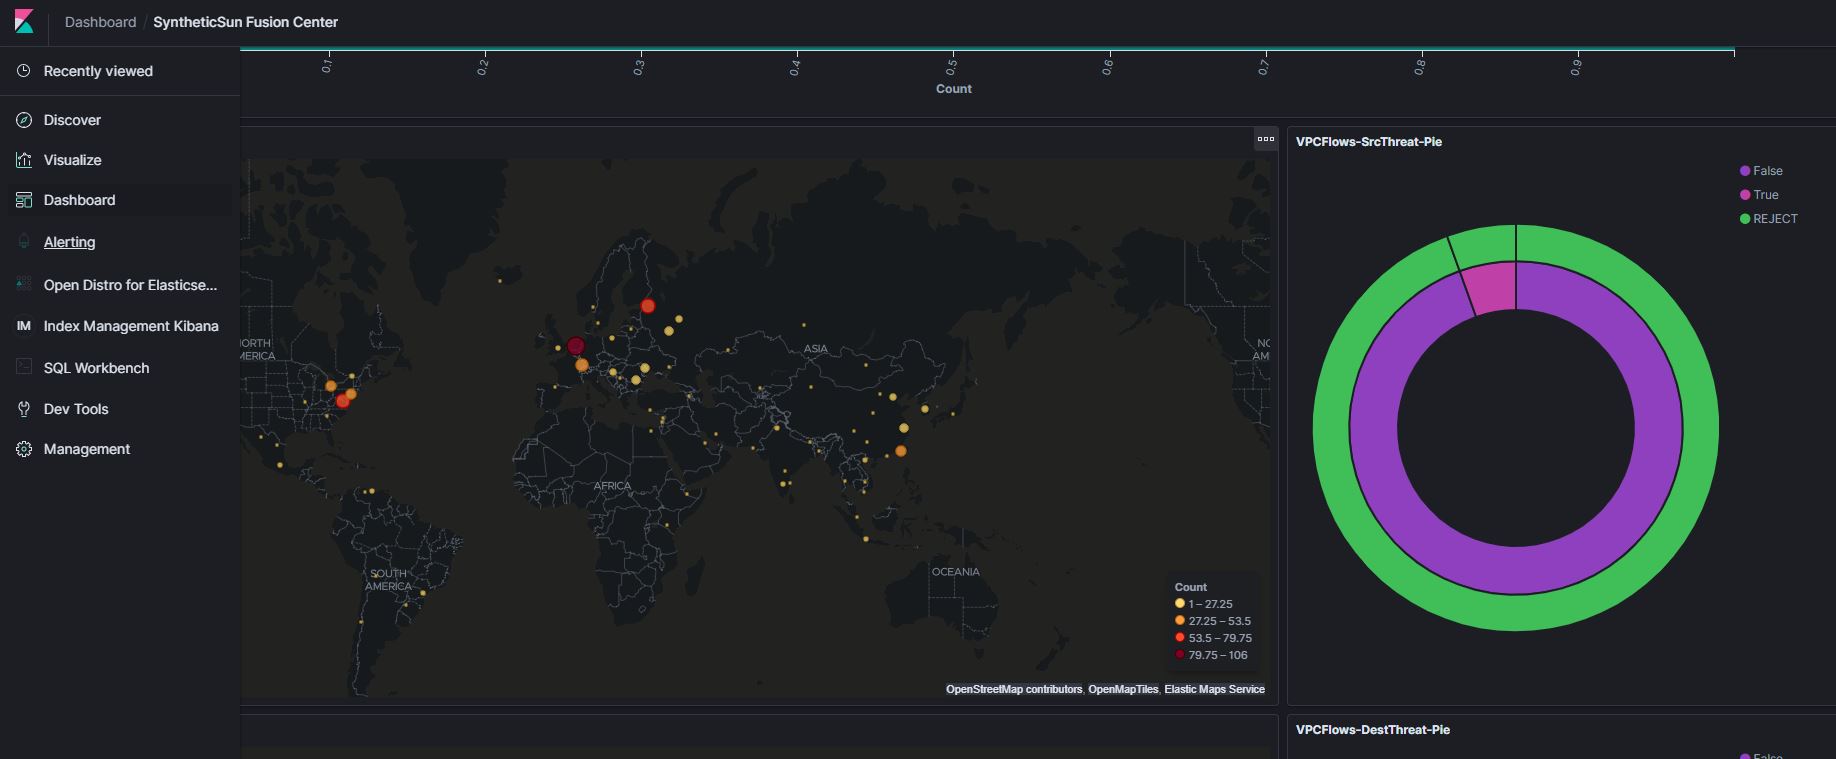 Dashboard / SyntheticSun Fusion Center
Recently viewed
Discover
Visualize
Dashboard
Alerting
Open Distro for Elasticse...
IM Index Management Kibana
SQL Workbench
Dev Tools
Management
0.1 0.2 0.3 0.4 0.5 0.6 0.7 0.8 0.9
Count
ORTH
MERICA
ASIA
NO
AM
AFRICA
SOUTH
AMERICA
OCEANIA
Count
1 – 27.25
27.25 – 53.5
53.5 – 79.75
79.75 – 106
OpenStreetMap contributors, OpenMapTiles, Elastic Maps Service
VPCFlows-SrcThreat-Pie
False
True
REJECT
VPCFlows-DestThreat-Pie
False